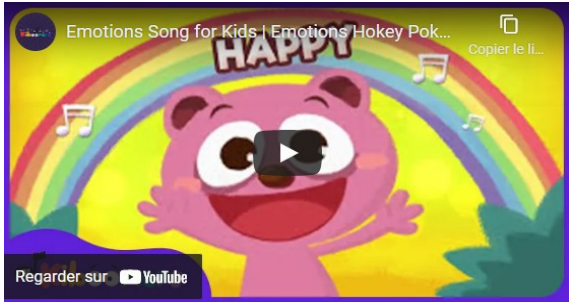 Emotions Song for Kids | Emotions Hokey Pok...
Copier le li...
HAPPY
Regarder sur YouTube